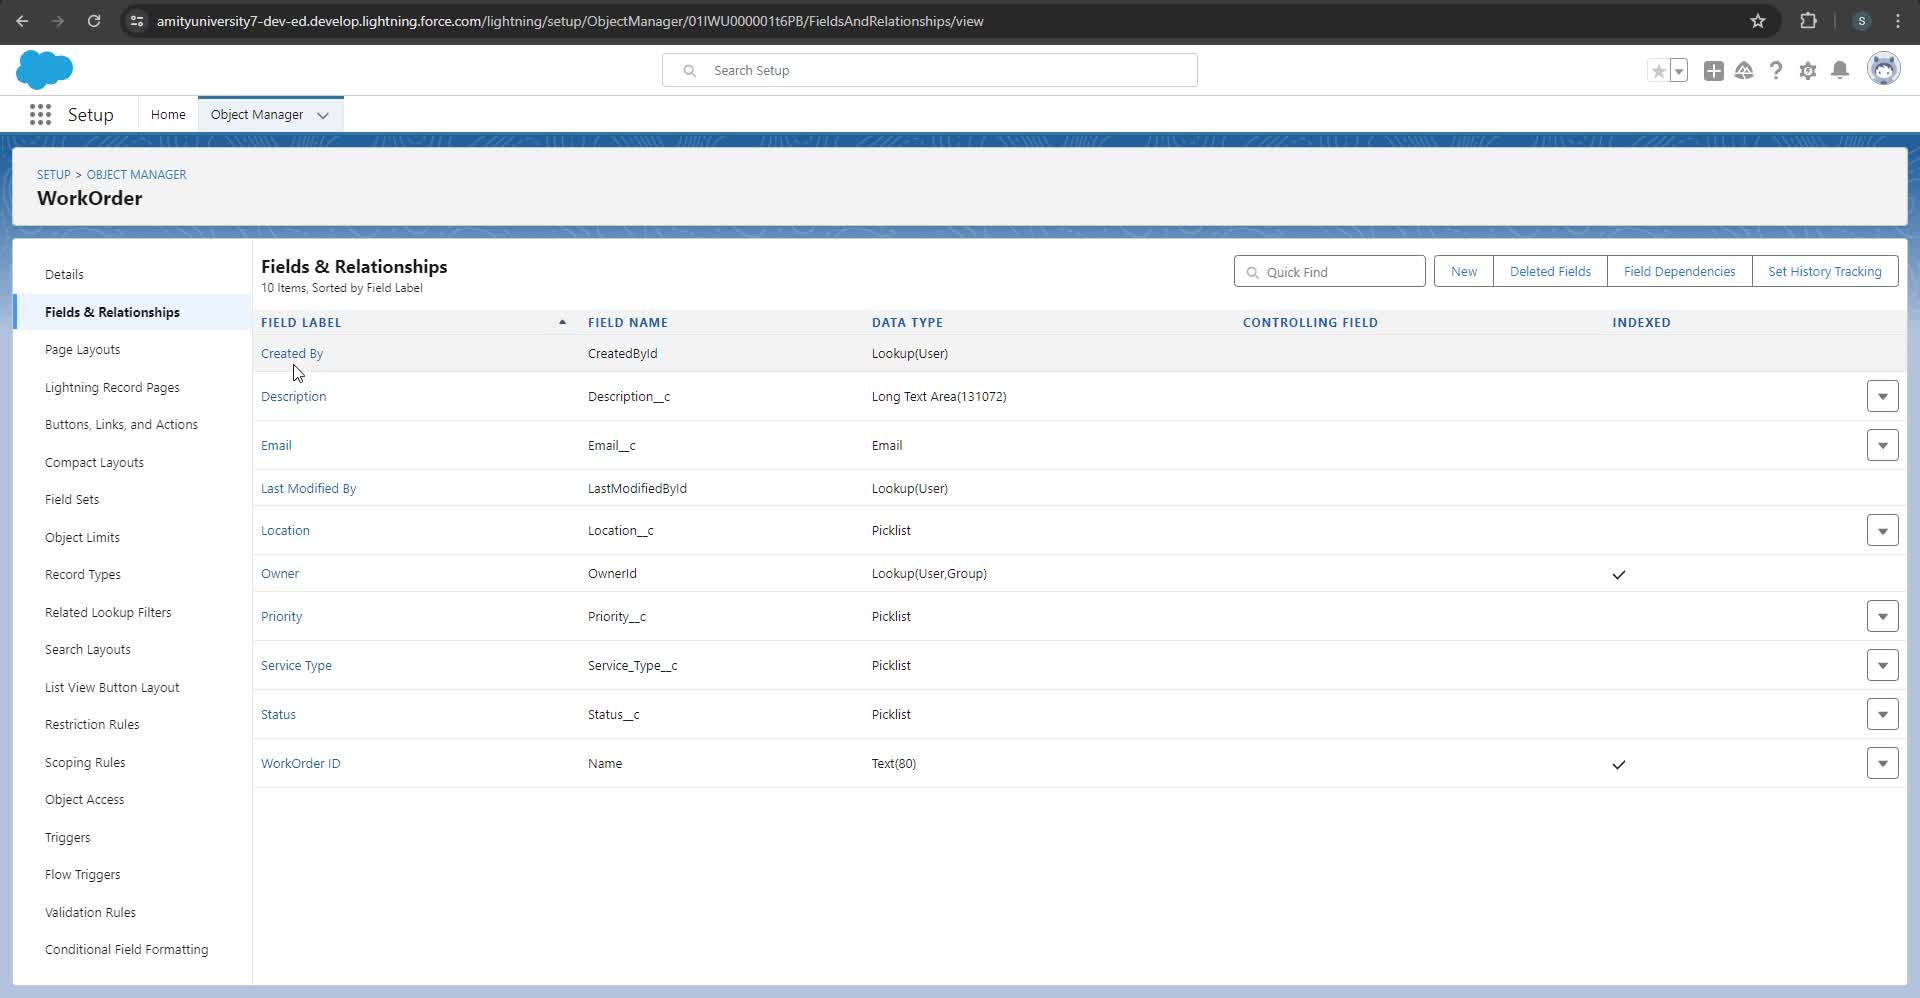 amityuniversity7-dev-ed.develop.lightning.force.com/lightning/setup/ObjectManager/01IWU000001t6PB/FieldsAndRelationships/view
S
Search Setup
Setup
Home
Object Manager
SETUP > OBJECT MANAGER
WorkOrder
Details
Fields & Relationships
Page Layouts
Lightning Record Pages
Buttons, Links, and Actions
Compact Layouts
Field Sets
Object Limits
Record Types
Related Lookup Filters
Search Layouts
List View Button Layout
Restriction Rules
Scoping Rules
Object Access
Triggers
Flow Triggers
Validation Rules
Conditional Field Formatting
Fields & Relationships
10 Items, Sorted by Field Label
Quick Find
New
Deleted Fields
Field Dependencies
Set History Tracking
FIELD LABEL FIELD NAME DATA TYPE CONTROLLING FIELD INDEXED
Created By CreatedById Lookup(User)
Description Description__c Long Text Area(131072)
Email Email__c Email
Last Modified By LastModifiedById Lookup(User)
Location Location__c Picklist
Owner OwnerId Lookup(User,Group)
Priority Priority__c Picklist
Service Type Service_Type__c Picklist
Status Status__c Picklist
WorkOrder ID Name Text(80)